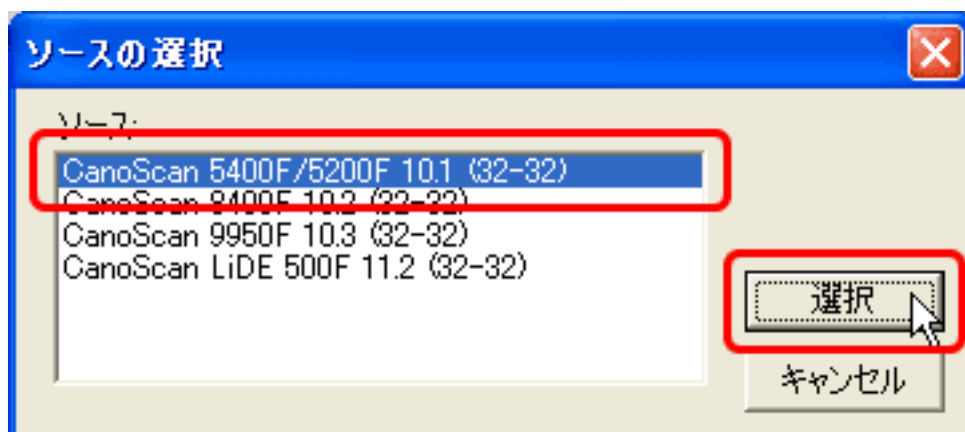 ソースの選択
ソース:
CanoScan 5400F/5200F 10.1 (32-32)
CanoScan 8400F 10.2 (32-32)
CanoScan 9950F 10.3 (32-32)
CanoScan LiDE 500F 11.2 (32-32)
選択
キャンセル